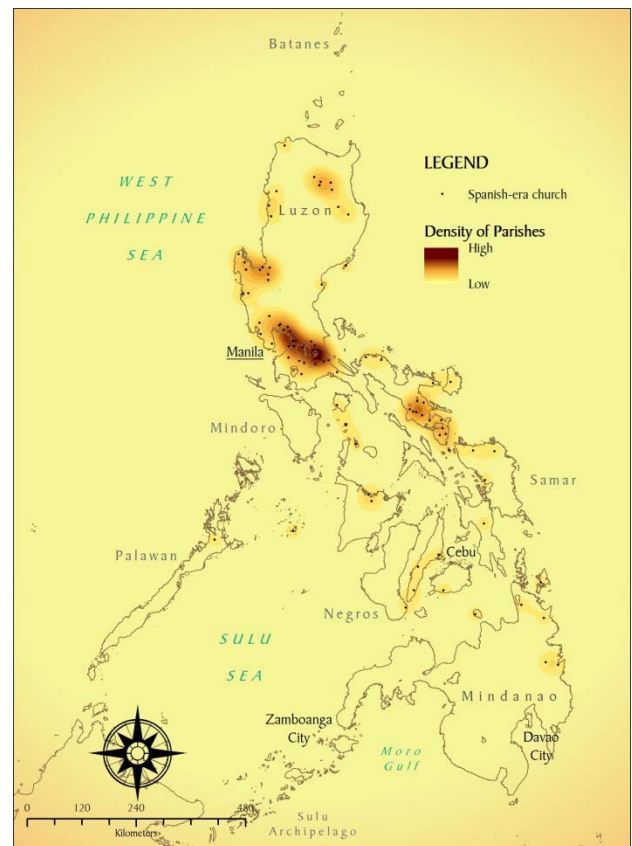 Batanes
WEST
PHILIPPINE
SEA
LEGEND
Spanish-era church
Density of Parishes
High
Low
Luzon
Manila
Mindoro
Samar
Palawan
Cebu
Negros
SULU
SEA
Mindanao
Zamboanga
City
Davao
City
Moro
Gulf
0 120 240 480
Kilometers
Sulu
Archipelago